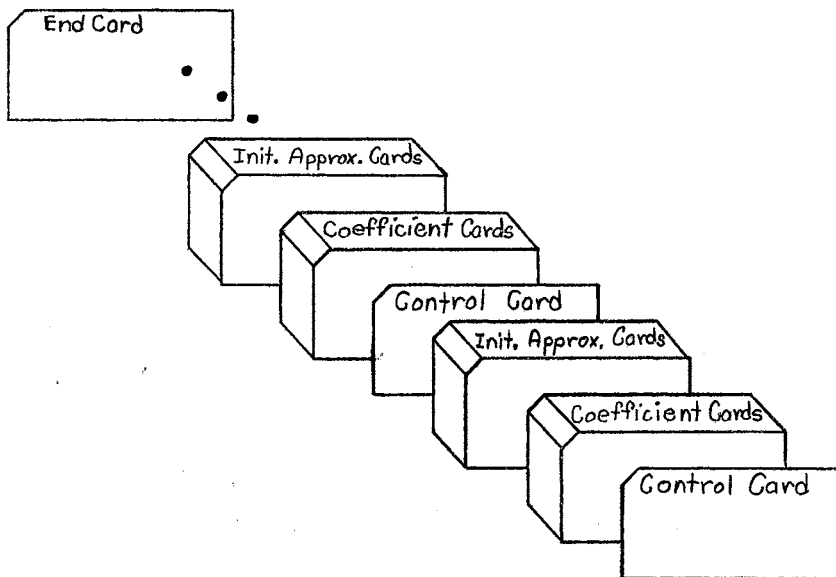 End Card
Init. Approx. Cards
Coefficient Cards
Control Card
Init. Approx. Cards
Coefficient Cards
Control Card